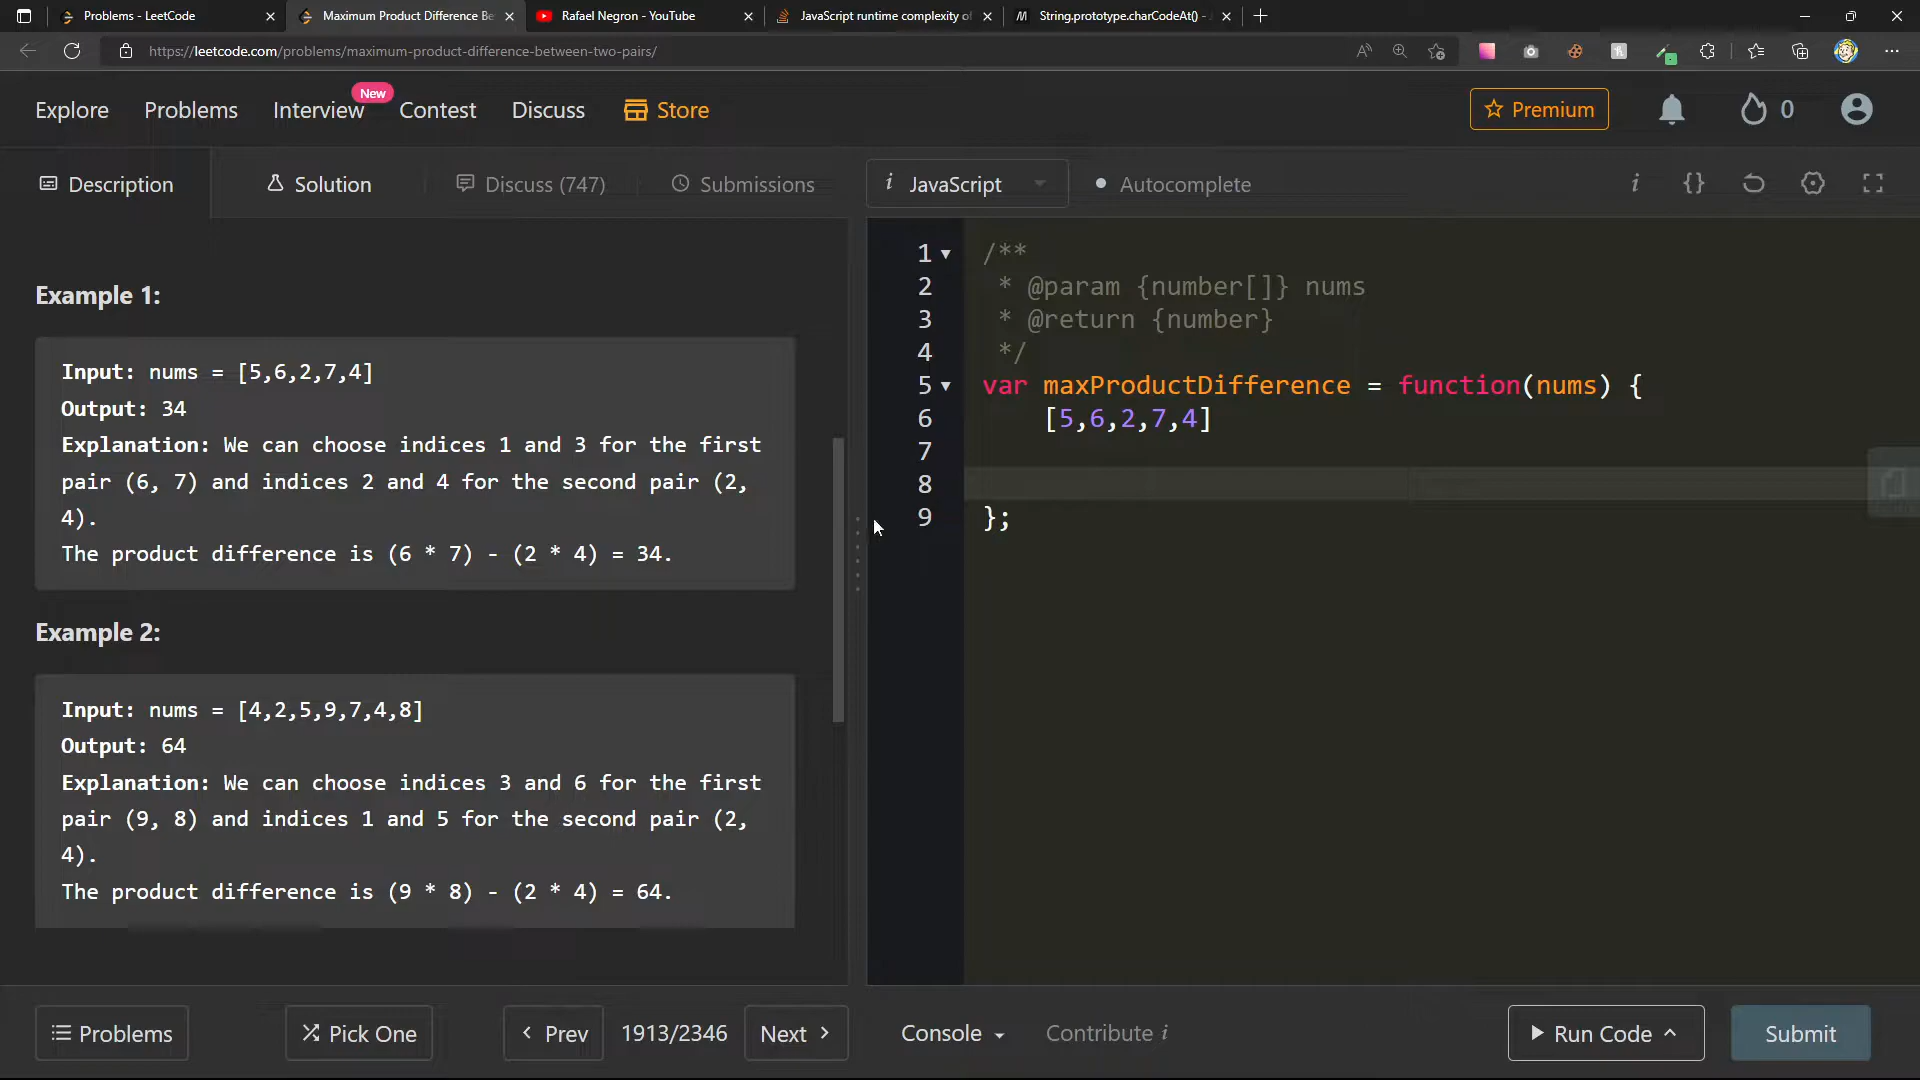 Problems - LeetCode
Maximum Product Difference Be
Rafael Negron - YouTube
JavaScript runtime complexity of
String.prototype.charCodeAt() -
https://leetcode.com/problems/maximum-product-difference-between-two-pairs/
Explore
Problems
Interview
New
Contest
Discuss
Store
Premium
0
Description
Solution
Discuss (747)
Submissions
i JavaScript
Autocomplete
Example 1:
Input: nums = [5,6,2,7,4]
Output: 34
Explanation: We can choose indices 1 and 3 for the first
pair (6, 7) and indices 2 and 4 for the second pair (2,
4).
The product difference is (6 * 7) - (2 * 4) = 34.
Example 2:
Input: nums = [4,2,5,9,7,4,8]
Output: 64
Explanation: We can choose indices 3 and 6 for the first
pair (9, 8) and indices 1 and 5 for the second pair (2,
4).
The product difference is (9 * 8) - (2 * 4) = 64.
1 /**
2 * @param {number[]} nums
3 * @return {number}
4 */
5 var maxProductDifference = function(nums) {
6 [5,6,2,7,4]
7
8
9 };
Problems
Pick One
Prev
1913/2346
Next
Console
Contribute i
Run Code
Submit